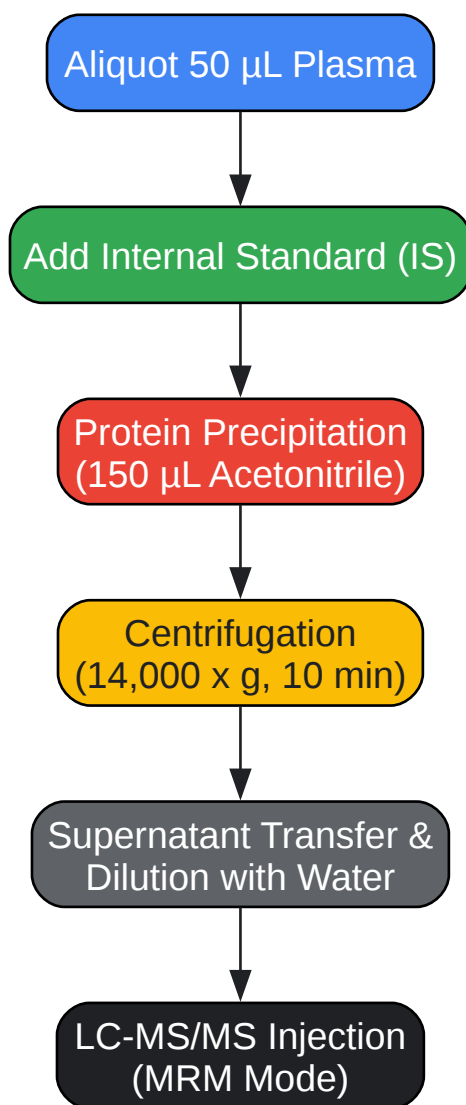 Aliquot 50 µL Plasma
Add Internal Standard (IS)
Protein Precipitation
(150 µL Acetonitrile)
Centrifugation
(14,000 x g, 10 min)
Supernatant Transfer &
Dilution with Water
LC-MS/MS Injection
(MRM Mode)